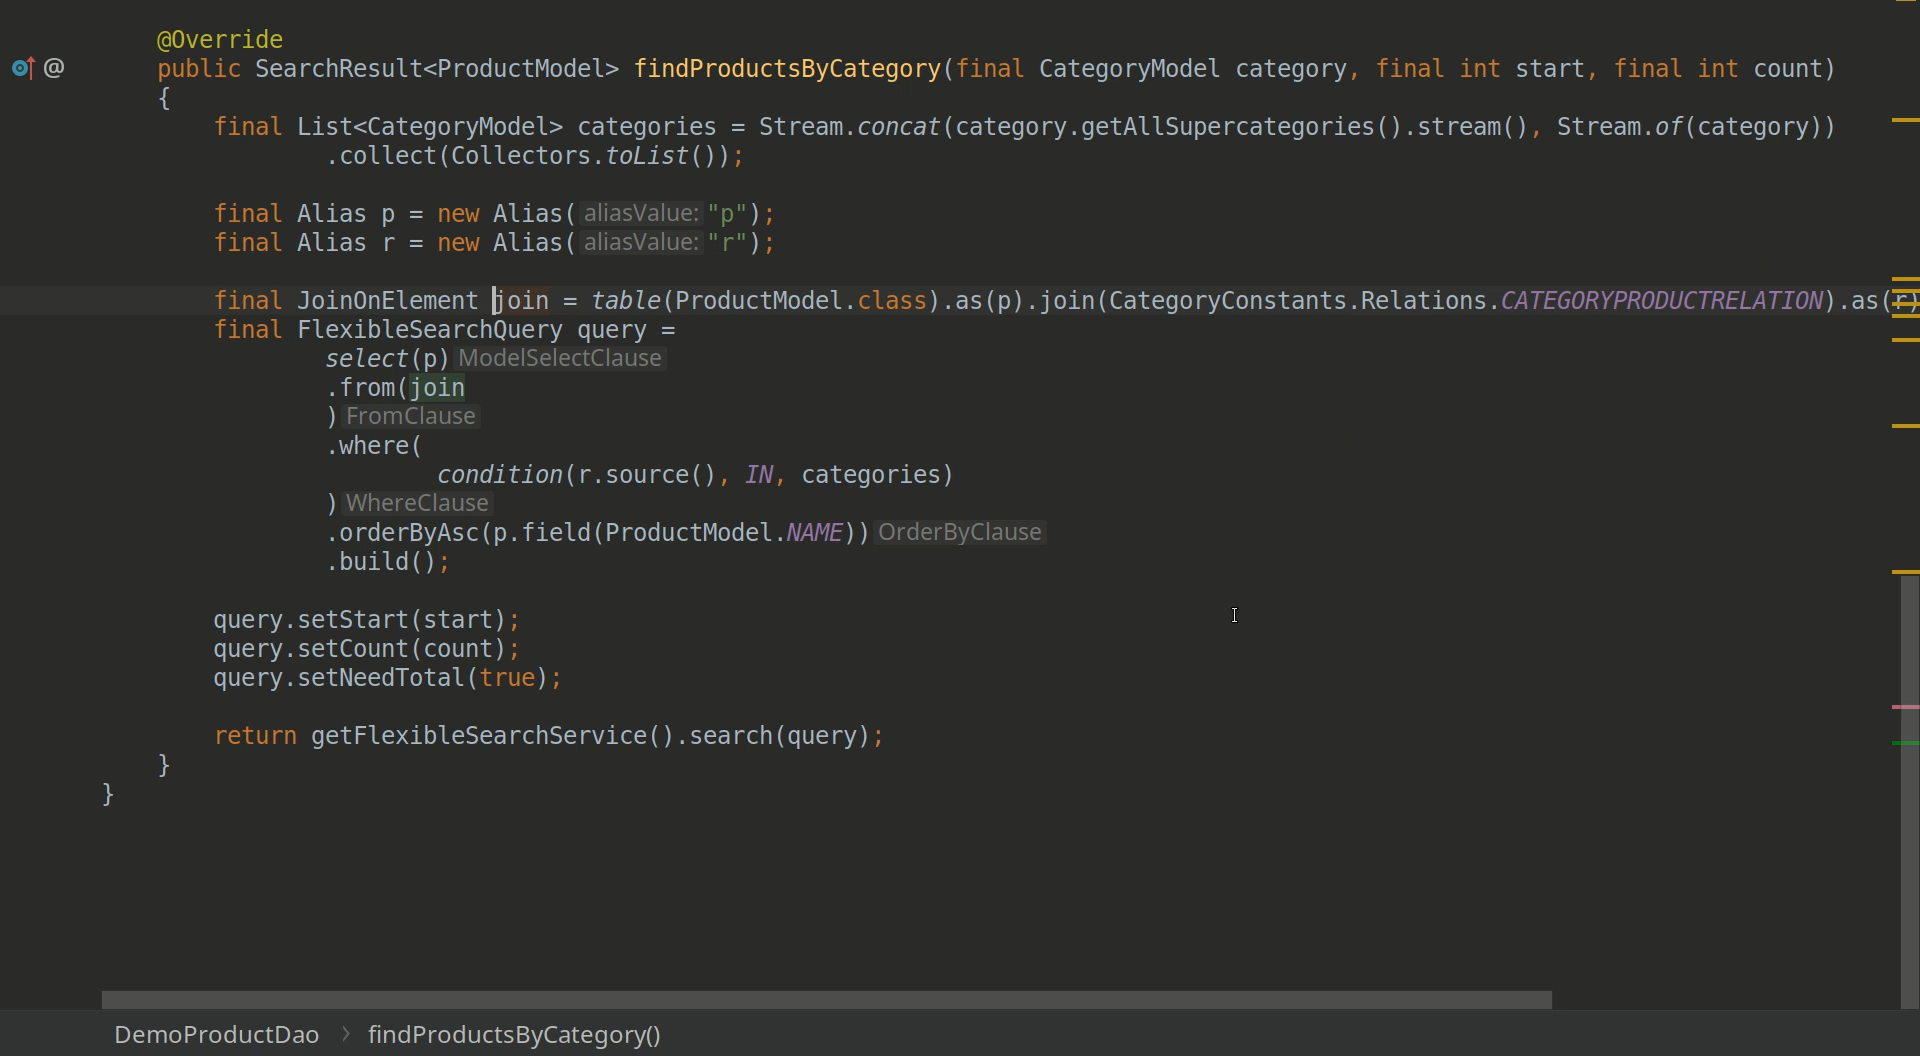 @Override
@ public SearchResult<ProductModel> findProductsByCategory(final CategoryModel category, final int start, final int count)
{
final List<CategoryModel> categories = Stream.concat(category.getAllSupercategories().stream(), Stream.of(category))
.collect(Collectors.toList());
final Alias p = new Alias( aliasValue: "p");
final Alias r = new Alias( aliasValue: "r");
final JoinOnElement join = table(ProductModel.class).as(p).join(CategoryConstants.Relations.CATEGORYPRODUCTRELATION).as(r)
final FlexibleSearchQuery query =
select(p) ModelSelectClause
.from(join
) FromClause
.where(
condition(r.source(), IN, categories)
) WhereClause
.orderByAsc(p.field(ProductModel.NAME)) OrderByClause
.build();
query.setStart(start);
query.setCount(count);
query.setNeedTotal(true);
return getFlexibleSearchService().search(query);
}
}
DemoProductDao > findProductsByCategory()